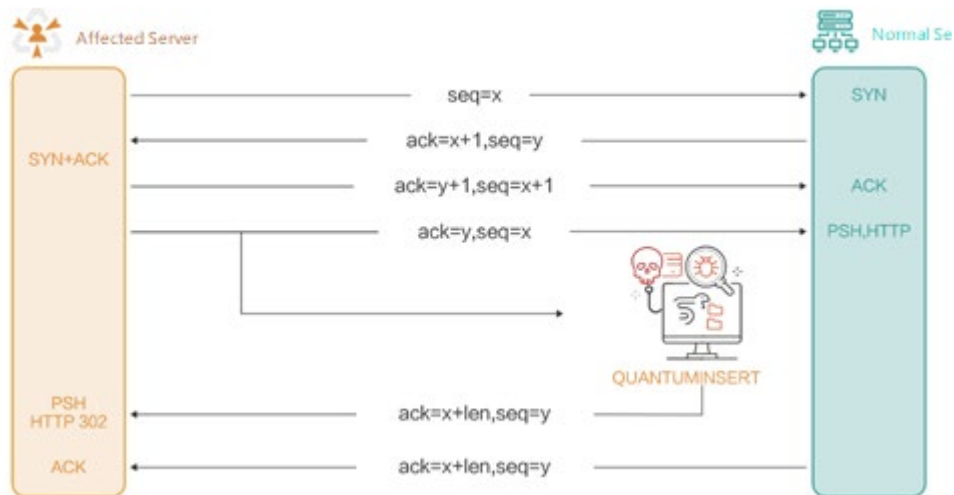 Affected Server
Normal Se
seq=x
SYN
ack=x+1,seq=y
SYN+ACK
ack=y+1,seq=x+1
ACK
ack=y,seq=x
PSH,HTTP
QUANTUMINSERT
PSH
HTTP 302
ack=x+len,seq=y
ACK
ack=x+len,seq=y